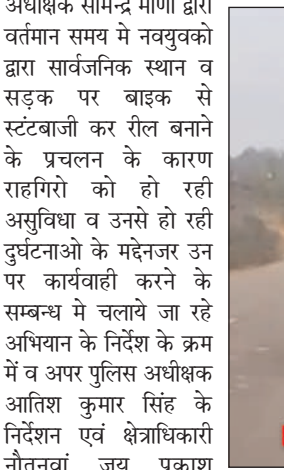 अधीक्षक सोमेन्द्र मीणा द्वारा
वर्तमान समय मे नवयुवको
द्वारा सार्वजनिक स्थान व
सड़क पर बाइक से
स्टंटबाजी कर रील बनाने
के प्रचलन के कारण
राहगिरो को हो रही
असुविधा व उनसे हो रही
दुर्घटनाओ के मद्देनजर उन
पर कार्यवाही करने के
सम्बन्ध मे चलाये जा रहे
अभियान के निर्देश के क्रम
में व अपर पुलिस अधीक्षक
आतिश कुमार सिंह के
निर्देशन एवं क्षेत्राधिकारी
नौतनवां जय प्रकाश